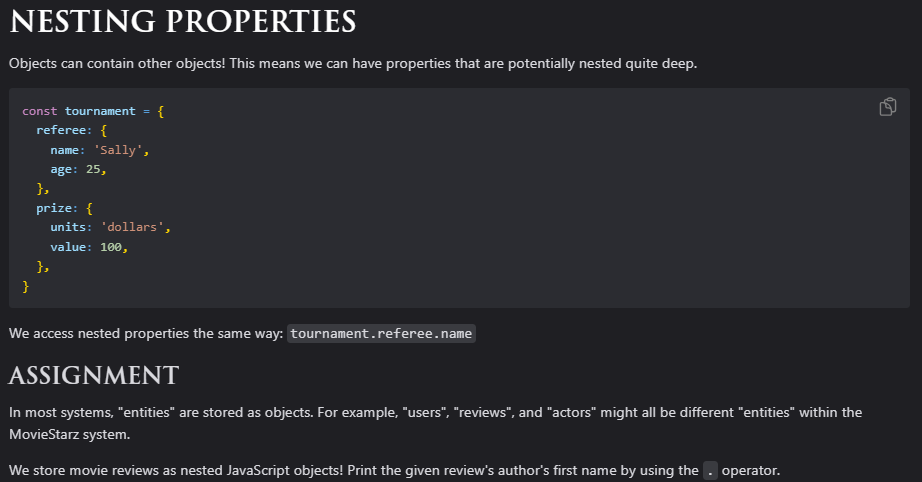 NESTING PROPERTIES
Objects can contain other objects! This means we can have properties that are potentially nested quite deep.
const tournament = {
  referee: {
    name: 'Sally',
    age: 25,
  },
  prize: {
    units: 'dollars',
    value: 100,
  },
}
We access nested properties the same way: tournament.referee.name
ASSIGNMENT
In most systems, "entities" are stored as objects. For example, "users", "reviews", and "actors" might all be different "entities" within the
MovieStarz system.
We store movie reviews as nested JavaScript objects! Print the given review's author's first name by using the . operator.